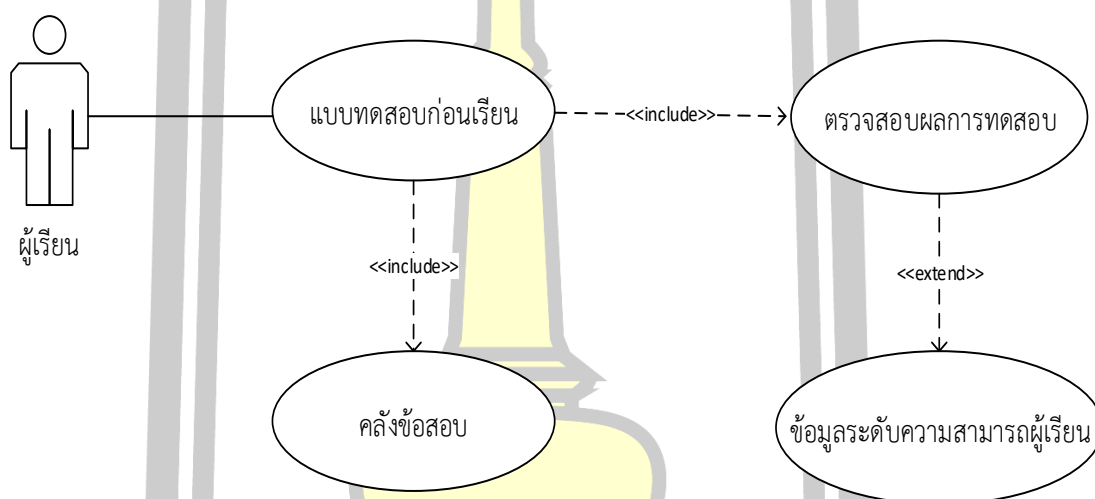 แบบทดสอบก่อนเรียน
<<include>>
ตรวจสอบผลการทดสอบ
ผู้เรียน
<<include>>
<<extend>>
คลังข้อสอบ
ข้อมูลระดับความสามารถผู้เรียน